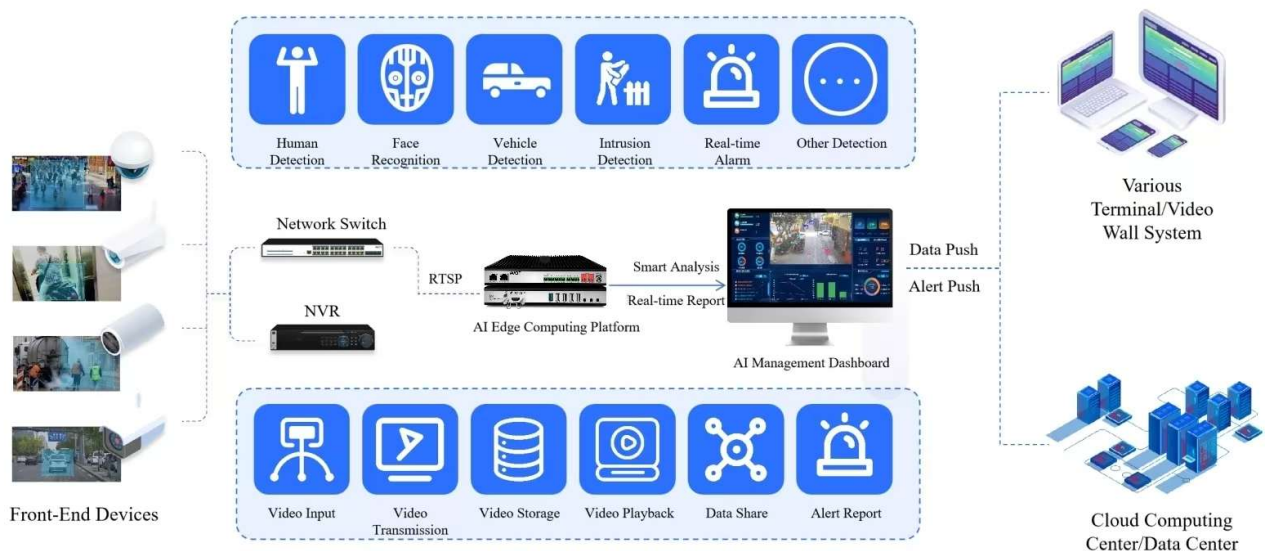 Human
Detection
Face
Recognition
Vehicle
Detection
Intrusion
Detection
Real-time
Alarm
Other Detection
Network Switch
RTSP
NVR
AI Edge Computing Platform
Smart Analysis
Real-time Report
AI Management Dashboard
Data Push
Alert Push
Various
Terminal/Video
Wall System
Front-End Devices
Video Input
Video
Transmission
Video Storage
Video Playback
Data Share
Alert Report
Cloud Computing
Center/Data Center